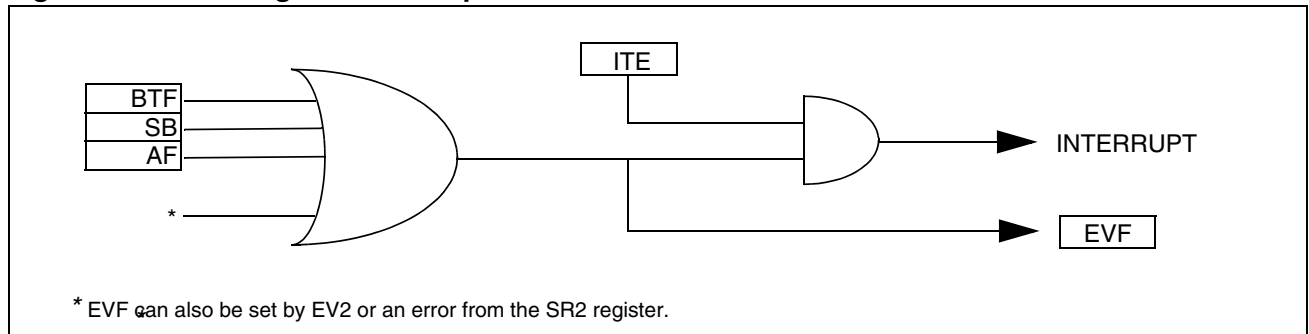 ITE
BTF
SB
AF
INTERRUPT
*
EVF
* EVF can also be set by EV2 or an error from the SR2 register.
*